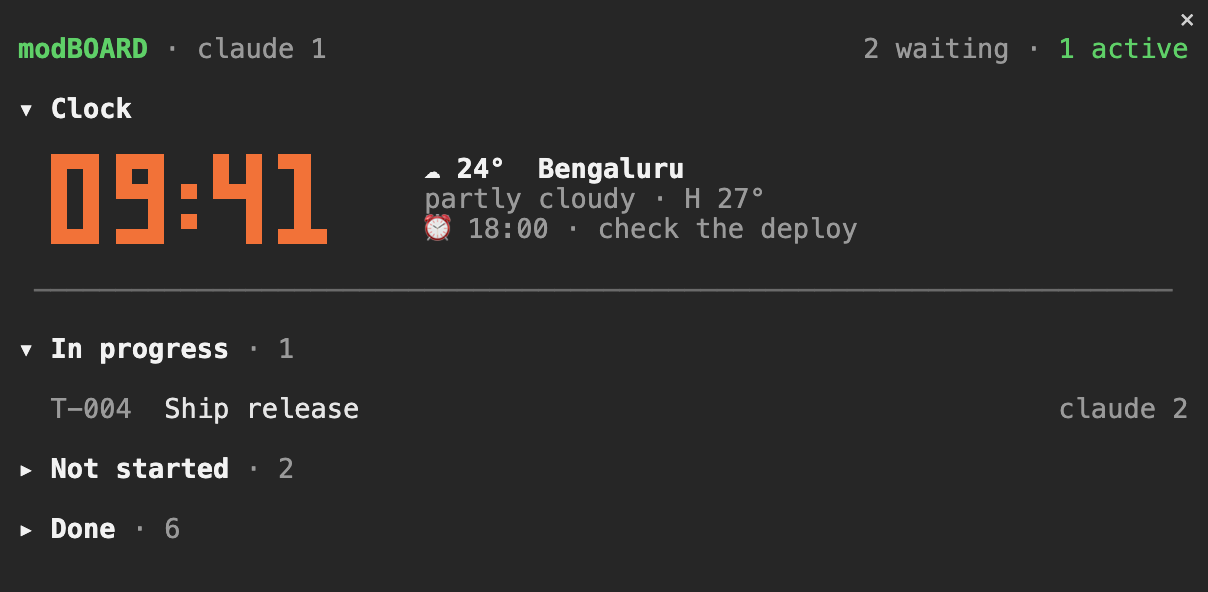 ×
modBOARD · claude 1 2 waiting · 1 active
▼ Clock
09:41
☁ 24° Bengaluru
partly cloudy · H 27°
⏰ 18:00 · check the deploy
▼ In progress · 1
T-004 Ship release claude 2
▶ Not started · 2
▶ Done · 6